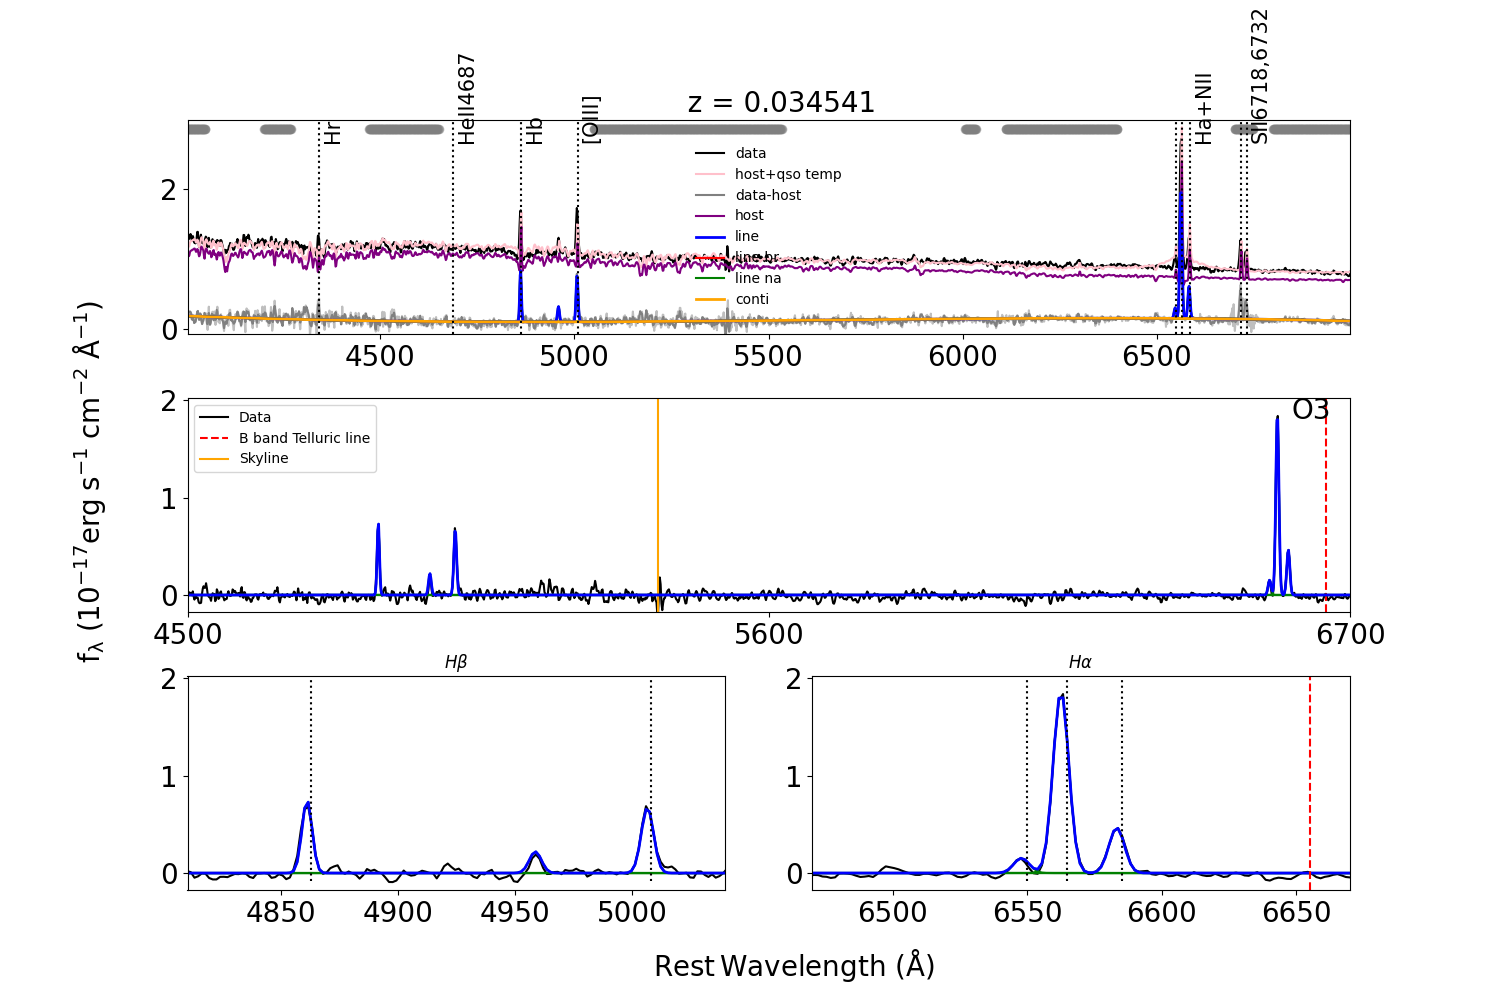 z = 0.034541
Hr
HeII4687
Hb
[OIII]
Ha+NII
SII6718,6732
data
host+qso temp
data-host
host
line
line br
line na
conti
2
1
0
4500
5000
5500
6000
6500
f_λ (10^{−17}erg s^{−1} cm^{−2} Å^{−1})
O3
Data
B band Telluric line
Skyline
2
1
0
4500
5600
6700
Hβ
2
1
0
4850
4900
4950
5000
Hα
2
1
0
6500
6550
6600
6650
Rest Wavelength (Å)